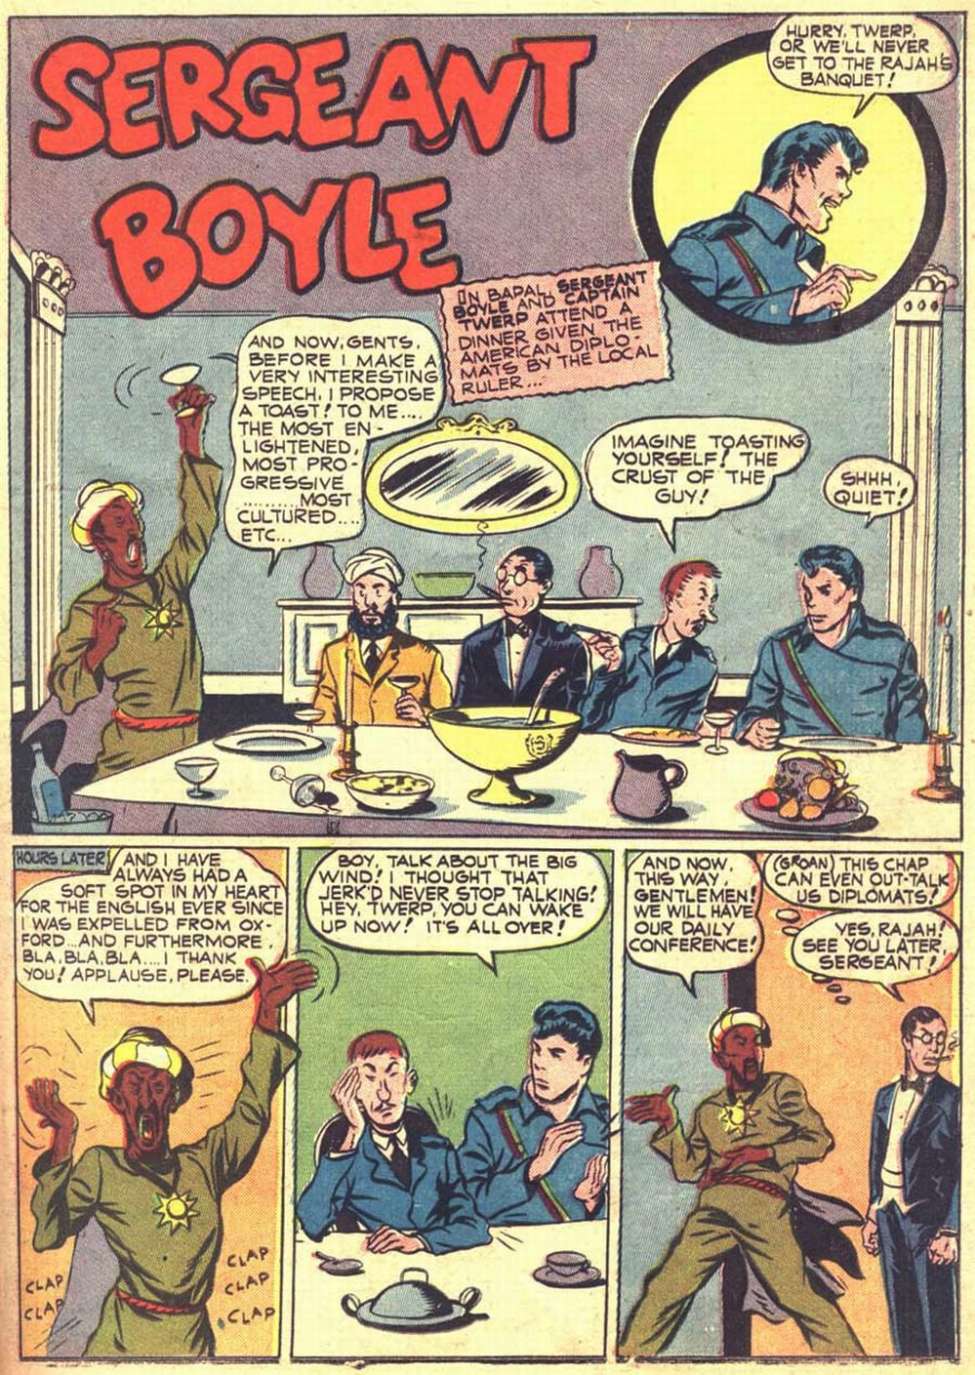 SERGEANT
BOYLE
HURRY, TWERP,
OR WE'LL NEVER
GET TO THE RAJAH'S
BANQUET!
IN BAPAL, SERGEANT
BOYLE AND CAPTAIN
TWERP ATTEND A
DINNER GIVEN THE
AMERICAN DIPLO-
MATS BY THE LOCAL
RULER...
AND NOW, GENTS,
BEFORE I MAKE A
VERY INTERESTING
SPEECH, I PROPOSE
A TOAST! TO ME....
THE MOST EN-
LIGHTENED,
MOST PRO-
GRESSIVE
..........MOST
CULTURED....
ETC...
IMAGINE TOASTING
YOURSELF! THE
CRUST OF THE
GUY!
SHHH,
QUIET!
HOURS LATER
AND I HAVE
ALWAYS HAD A
SOFT SPOT IN MY HEART
FOR THE ENGLISH EVER SINCE
I WAS EXPELLED FROM OX-
FORD...AND FURTHERMORE,
BLA, BLA, BLA....I THANK
YOU! APPLAUSE, PLEASE.
CLAP
CLAP
CLAP
CLAP
CLAP
BOY, TALK ABOUT THE BIG
WIND! I THOUGHT THAT
JERK'D NEVER STOP TALKING!
HEY, TWERP, YOU CAN WAKE
UP NOW! IT'S ALL OVER!
AND NOW,
THIS WAY,
GENTLEMEN!
WE WILL HAVE
OUR DAILY
CONFERENCE!
(GROAN) THIS CHAP
CAN EVEN OUT-TALK
US DIPLOMATS!
YES, RAJAH!
SEE YOU LATER,
SERGEANT!